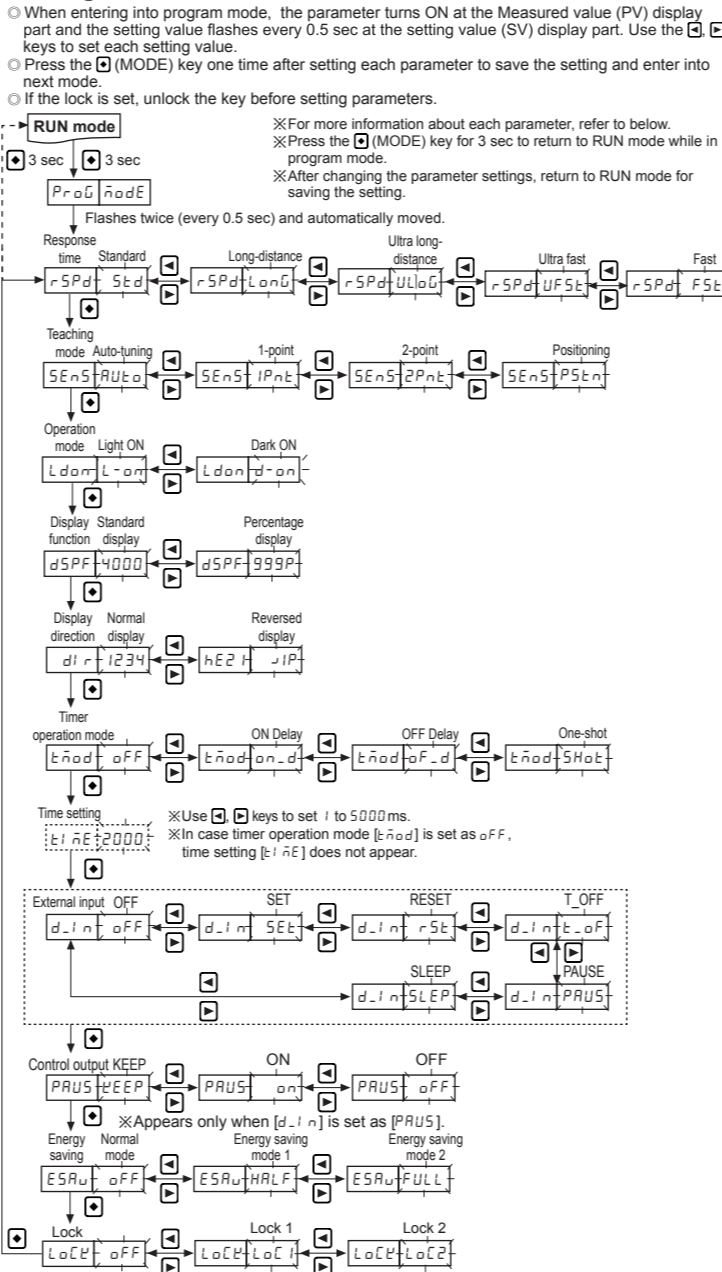 ◎ When entering into program mode, the parameter turns ON at the Measured value (PV) display
part and the setting value flashes every 0.5 sec at the setting value (SV) display part. Use the ◀, ▶
keys to set each setting value.
◎ Press the ◆ (MODE) key one time after setting each parameter to save the setting and enter into
next mode.
◎ If the lock is set, unlock the key before setting parameters.
RUN mode
※For more information about each parameter, refer to below.
※Press the ◆ (MODE) key for 3 sec to return to RUN mode while in
program mode.
※After changing the parameter settings, return to RUN mode for
saving the setting.
◆ 3 sec ◆ 3 sec
ProG modE
Flashes twice (every 0.5 sec) and automatically moved.
Response
time Standard Long-distance Ultra long-
distance Ultra fast Fast
rSPd Std ◀ ▶ rSPd LonG ◀ ▶ rSPd ULoG ◀ ▶ rSPd UFSt ◀ ▶ rSPd FSt
◆
Teaching
mode Auto-tuning 1-point 2-point Positioning
SEnS AUto ◀ ▶ SEnS 1Pnt ◀ ▶ SEnS 2Pnt ◀ ▶ SEnS PStn
◆
Operation
mode Light ON Dark ON
Ldon L-on ◀ ▶ Ldon d-on
◆
Display Standard Percentage
function display display
dSPF 4000 ◀ ▶ dSPF 999P
◆
Display Normal Reversed
direction display display
dIr 1234 ◀ ▶ hE21
◆
Timer
operation mode ON Delay OFF Delay One-shot
tmod oFF ◀ ▶ tmod on_d ◀ ▶ tmod oF_d ◀ ▶ tmod SHot
◆
Time setting
tImE 2000
※Use ◀, ▶ keys to set 1 to 5000 ms.
※In case timer operation mode [tmod] is set as oFF,
time setting [tImE] does not appear.
◆
External input OFF SET RESET T_OFF
d_In oFF ◀ ▶ d_In SEt ◀ ▶ d_In rSt ◀ ▶ d_In t_oF
◀ ▶
SLEEP PAUSE
◀ ▶ d_In SLEP ◀ ▶ d_In PAUS
◆
Control output KEEP ON OFF
PAUS KEEP ◀ ▶ PAUS on ◀ ▶ PAUS oFF
◆ ※Appears only when [d_In] is set as [PAUS].
Energy Normal Energy saving Energy saving
saving mode mode 1 mode 2
ESAv oFF ◀ ▶ ESAv HALF ◀ ▶ ESAv FULL
◆
◆ Lock Lock 1 Lock 2
LoCK oFF ◀ ▶ LoCK LoC1 ◀ ▶ LoCK LoC2